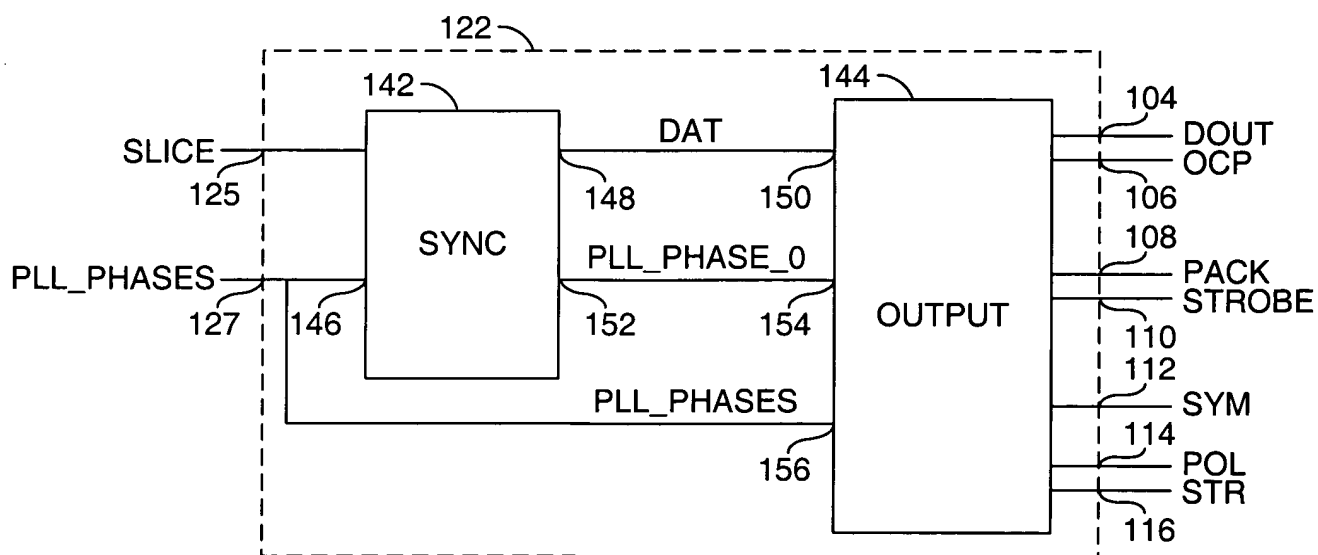 122
142
144
DAT
104
SLICE
DOUT
OCP
125
148
150
106
SYNC
108
PLL_PHASES
PLL_PHASE_0
PACK
127
146
152
154
OUTPUT
STROBE
110
112
PLL_PHASES
SYM
156
114
POL
STR
116